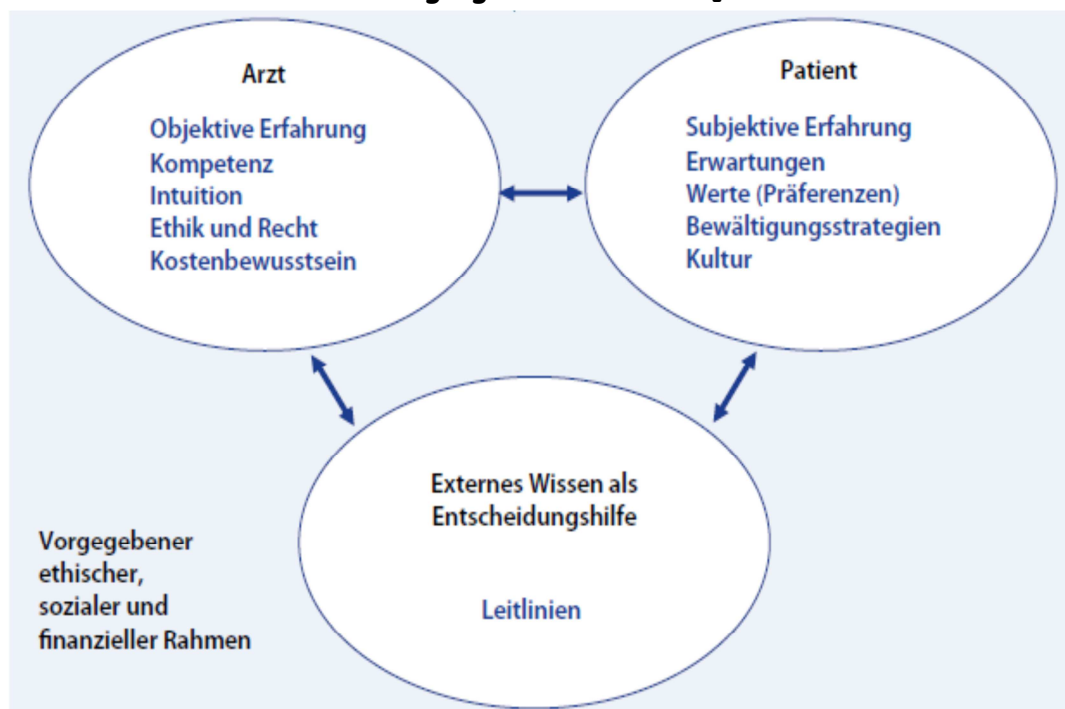 Arzt
Objektive Erfahrung
Kompetenz
Intuition
Ethik und Recht
Kostenbewusstsein
Patient
Subjektive Erfahrung
Erwartungen
Werte (Präferenzen)
Bewältigungsstrategien
Kultur
Externes Wissen als
Entscheidungshilfe
Leitlinien
Vorgegebener
ethischer,
sozialer und
finanzieller Rahmen